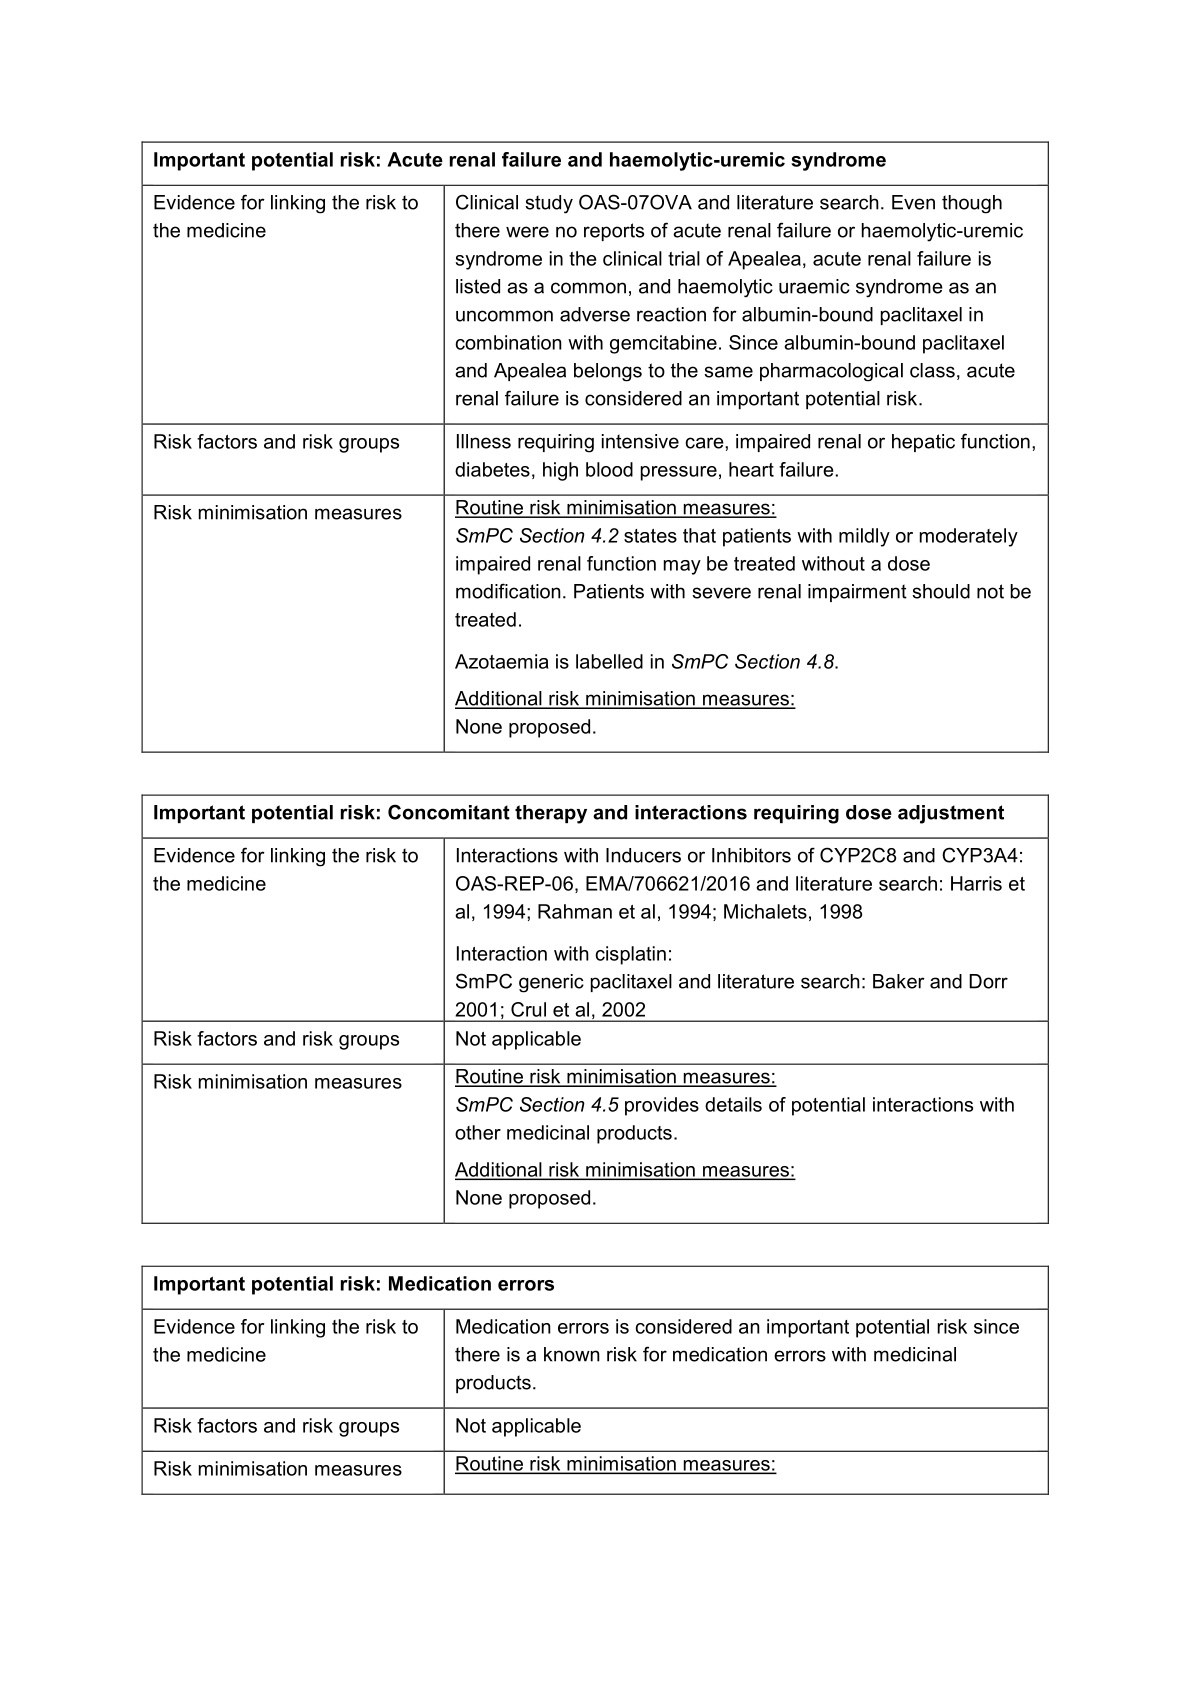 Important potential risk: Acute renal failure and haemolytic-uremic syndrome
Evidence for linking the risk to
the medicine
Clinical study OAS-07OVA and literature search. Even though
there were no reports of acute renal failure or haemolytic-uremic
syndrome in the clinical trial of Apealea, acute renal failure is
listed as a common, and haemolytic uraemic syndrome as an
uncommon adverse reaction for albumin-bound paclitaxel in
combination with gemcitabine. Since albumin-bound paclitaxel
and Apealea belongs to the same pharmacological class, acute
renal failure is considered an important potential risk.
Risk factors and risk groups
Illness requiring intensive care, impaired renal or hepatic function,
diabetes, high blood pressure, heart failure.
Risk minimisation measures
Routine risk minimisation measures:
SmPC Section 4.2 states that patients with mildly or moderately
impaired renal function may be treated without a dose
modification. Patients with severe renal impairment should not be
treated.
Azotaemia is labelled in SmPC Section 4.8.
Additional risk minimisation measures:
None proposed.
Important potential risk: Concomitant therapy and interactions requiring dose adjustment
Evidence for linking the risk to
the medicine
Interactions with Inducers or Inhibitors of CYP2C8 and CYP3A4:
OAS-REP-06, EMA/706621/2016 and literature search: Harris et
al, 1994; Rahman et al, 1994; Michalets, 1998
Interaction with cisplatin:
SmPC generic paclitaxel and literature search: Baker and Dorr
2001; Crul et al, 2002
Risk factors and risk groups
Not applicable
Risk minimisation measures
Routine risk minimisation measures:
SmPC Section 4.5 provides details of potential interactions with
other medicinal products.
Additional risk minimisation measures:
None proposed.
Important potential risk: Medication errors
Evidence for linking the risk to
the medicine
Medication errors is considered an important potential risk since
there is a known risk for medication errors with medicinal
products.
Risk factors and risk groups
Not applicable
Risk minimisation measures
Routine risk minimisation measures: